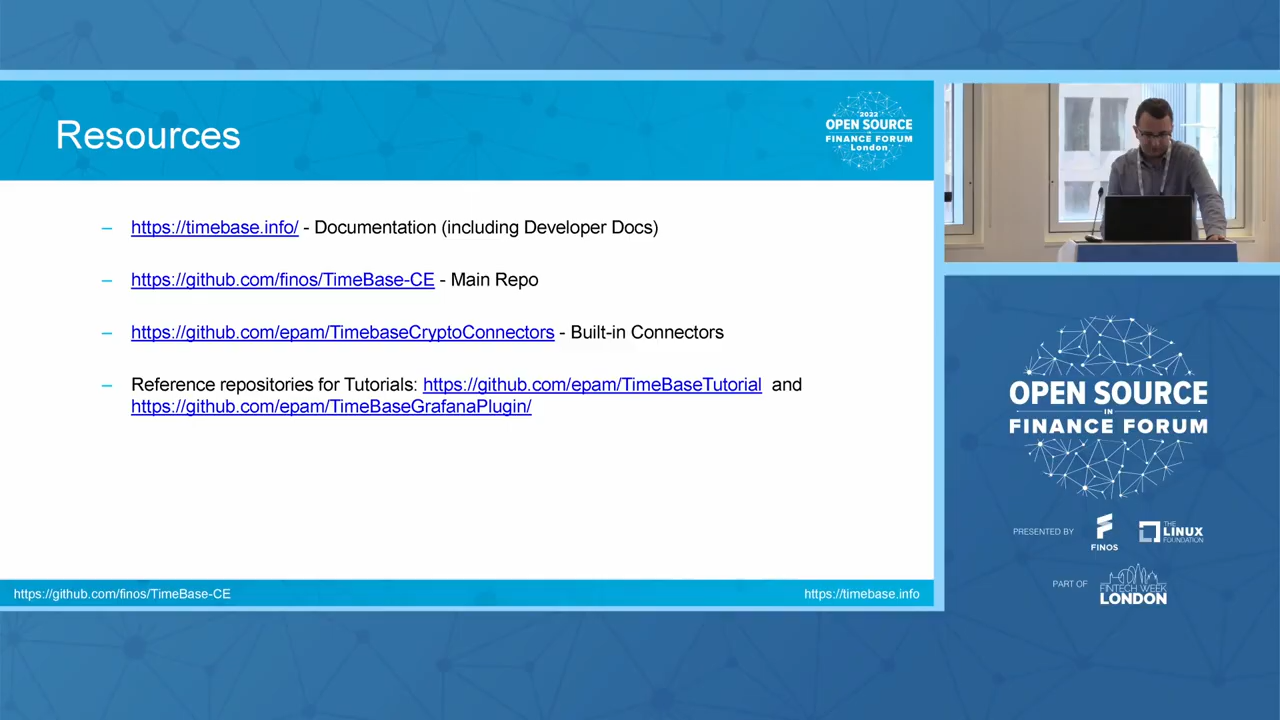 Resources
2022
OPEN SOURCE
IN
FINANCE FORUM
London
– https://timebase.info/ - Documentation (including Developer Docs)
– https://github.com/finos/TimeBase-CE - Main Repo
– https://github.com/epam/TimebaseCryptoConnectors - Built-in Connectors
– Reference repositories for Tutorials: https://github.com/epam/TimeBaseTutorial and
https://github.com/epam/TimeBaseGrafanaPlugin/
https://github.com/finos/TimeBase-CE
https://timebase.info
OPEN SOURCE
IN
FINANCE FORUM
PRESENTED BY
FINOS
THE
LINUX
FOUNDATION
PART OF
FINTECH WEEK
LONDON